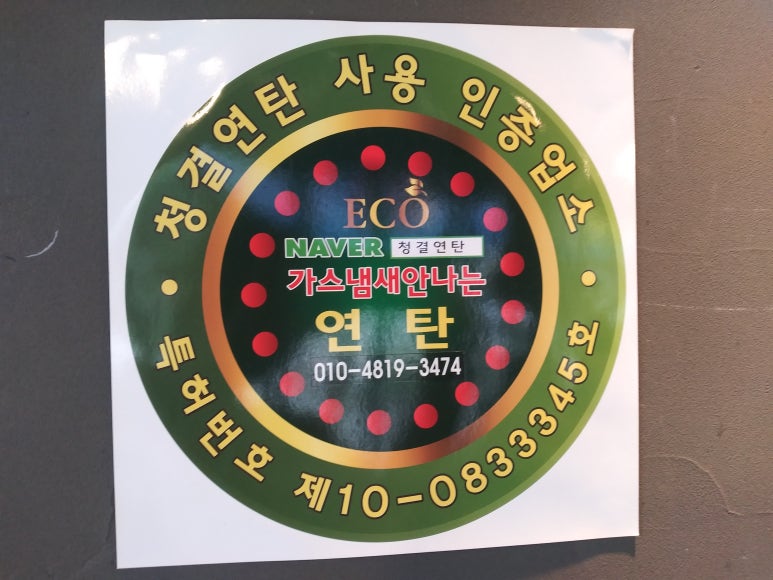 청결연탄 사용 인증업소
ECO
NAVER 청결연탄
가스냄새안나는
연 탄
010-4819-3474
특허번호 제10-0833345호